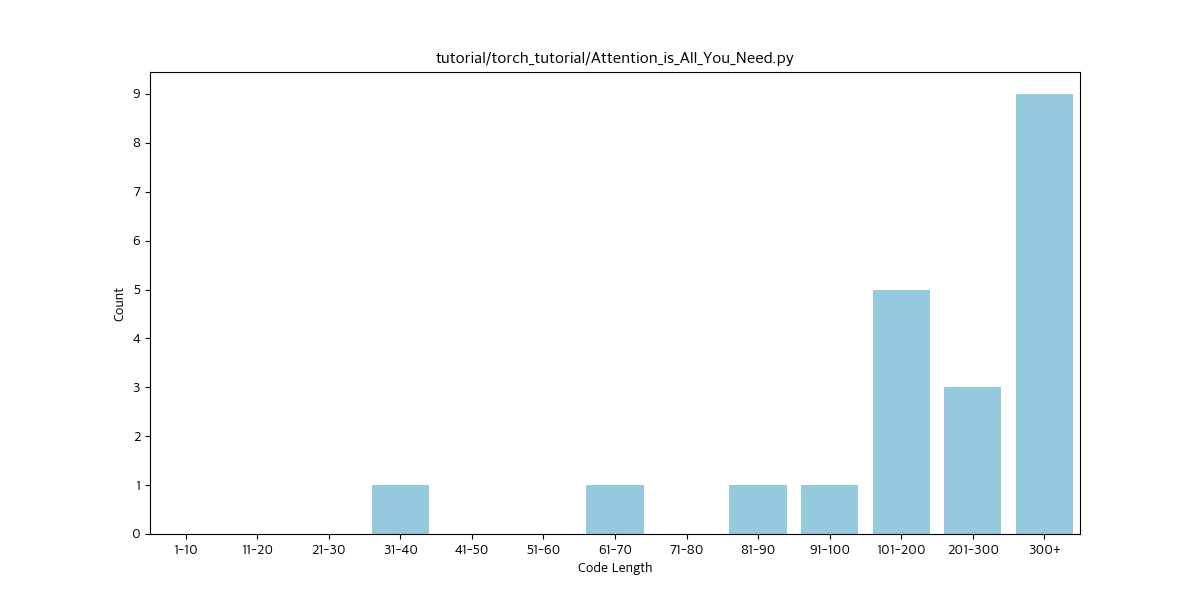 tutorial/torch_tutorial/Attention_is_All_You_Need.py
9
8
7
6
5
4
3
2
1
0
Count
1-10 11-20 21-30 31-40 41-50 51-60 61-70 71-80 81-90 91-100 101-200 201-300 300+
Code Length